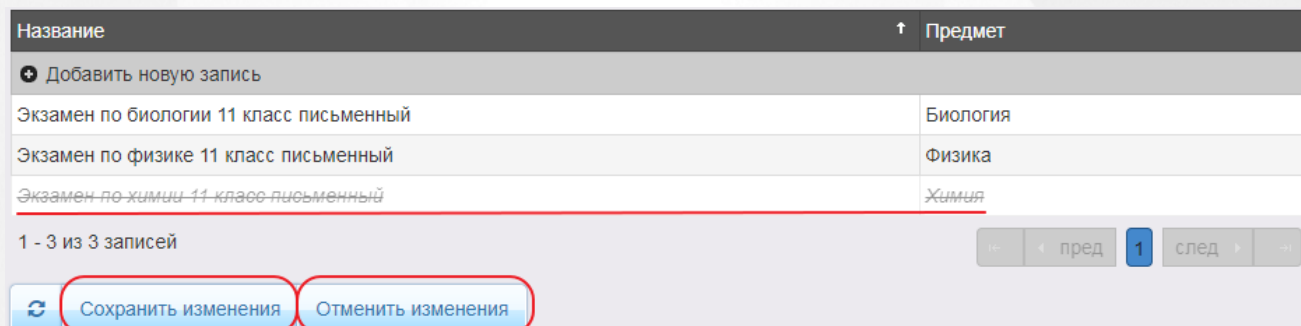 Название Предмет
Добавить новую запись
Экзамен по биологии 11 класс письменный Биология
Экзамен по физике 11 класс письменный Физика
Экзамен по химии 11 класс письменный Химия
1 - 3 из 3 записей пред 1 след
Сохранить изменения Отменить изменения